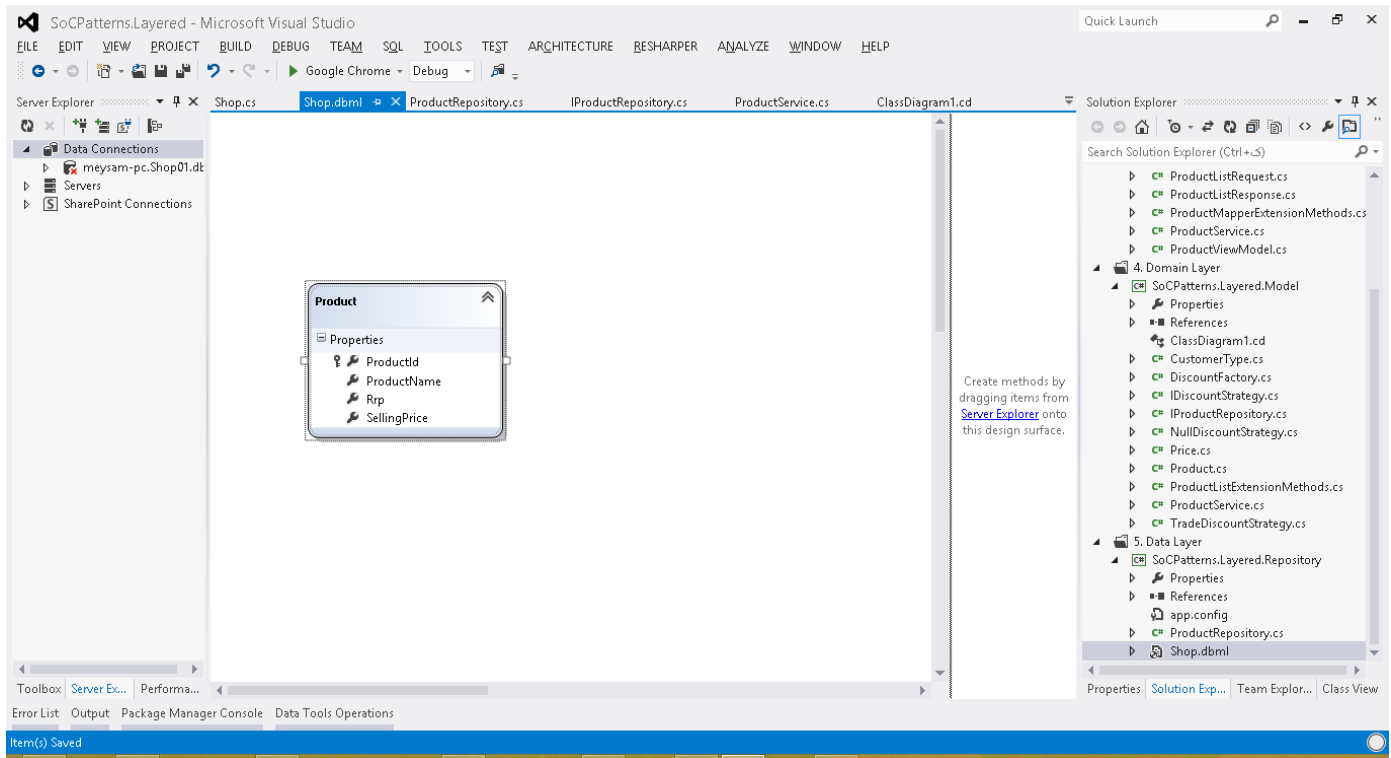 SoCPatterns.Layered - Microsoft Visual Studio
Quick Launch
FILE EDIT VIEW PROJECT BUILD DEBUG TEAM SQL TOOLS TEST ARCHITECTURE RESHARPER ANALYZE WINDOW HELP
Google Chrome Debug
Server Explorer
Data Connections
meysam-pc.Shop01.dt
Servers
SharePoint Connections
Toolbox Server Ex... Performa...
Shop.cs Shop.dbml ProductRepository.cs IProductRepository.cs ProductService.cs ClassDiagram1.cd
Product
Properties
ProductId
ProductName
Rrp
SellingPrice
Create methods by
dragging items from
Server Explorer onto
this design surface.
Solution Explorer
Search Solution Explorer (Ctrl+ک)
C# ProductListRequest.cs
C# ProductListResponse.cs
C# ProductMapperExtensionMethods.cs
C# ProductService.cs
C# ProductViewModel.cs
4. Domain Layer
C# SoCPatterns.Layered.Model
Properties
References
ClassDiagram1.cd
C# CustomerType.cs
C# DiscountFactory.cs
C# IDiscountStrategy.cs
C# IProductRepository.cs
C# NullDiscountStrategy.cs
C# Price.cs
C# Product.cs
C# ProductListExtensionMethods.cs
C# ProductService.cs
C# TradeDiscountStrategy.cs
5. Data Layer
C# SoCPatterns.Layered.Repository
Properties
References
app.config
C# ProductRepository.cs
Shop.dbml
Properties Solution Exp... Team Explor... Class View
Error List Output Package Manager Console Data Tools Operations
Item(s) Saved